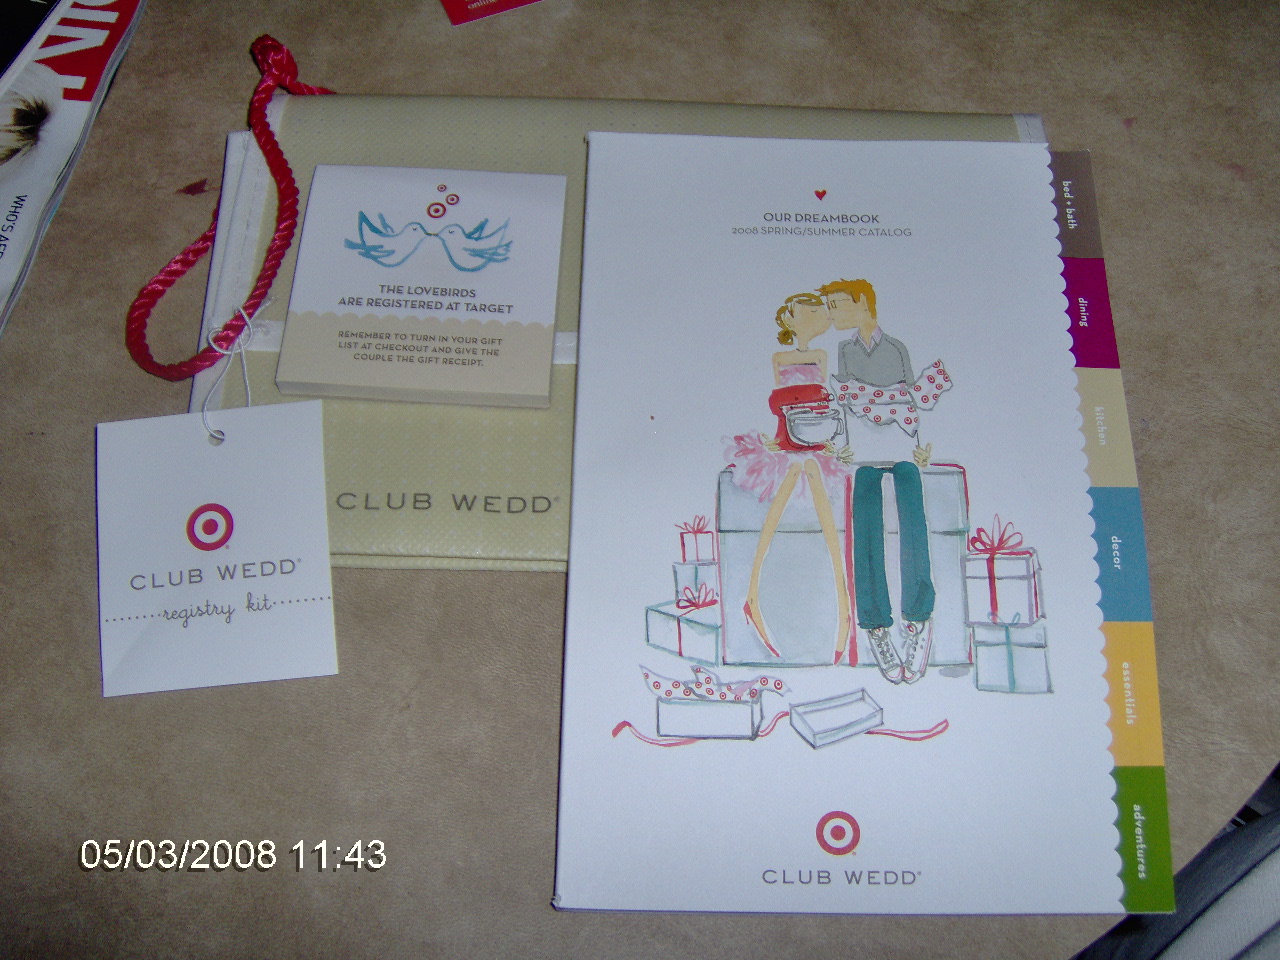 WHO'S AFR
THE LOVEBIRDS
ARE REGISTERED AT TARGET
REMEMBER TO TURN IN YOUR GIFT
LIST AT CHECKOUT AND GIVE THE
COUPLE THE GIFT RECEIPT.
CLUB WEDD®
CLUB WEDD®
registry kit
OUR DREAMBOOK
2008 SPRING/SUMMER CATALOG
CLUB WEDD®
bed + bath
dining
kitchen
decor
essentials
adventures
05/03/2008 11:43